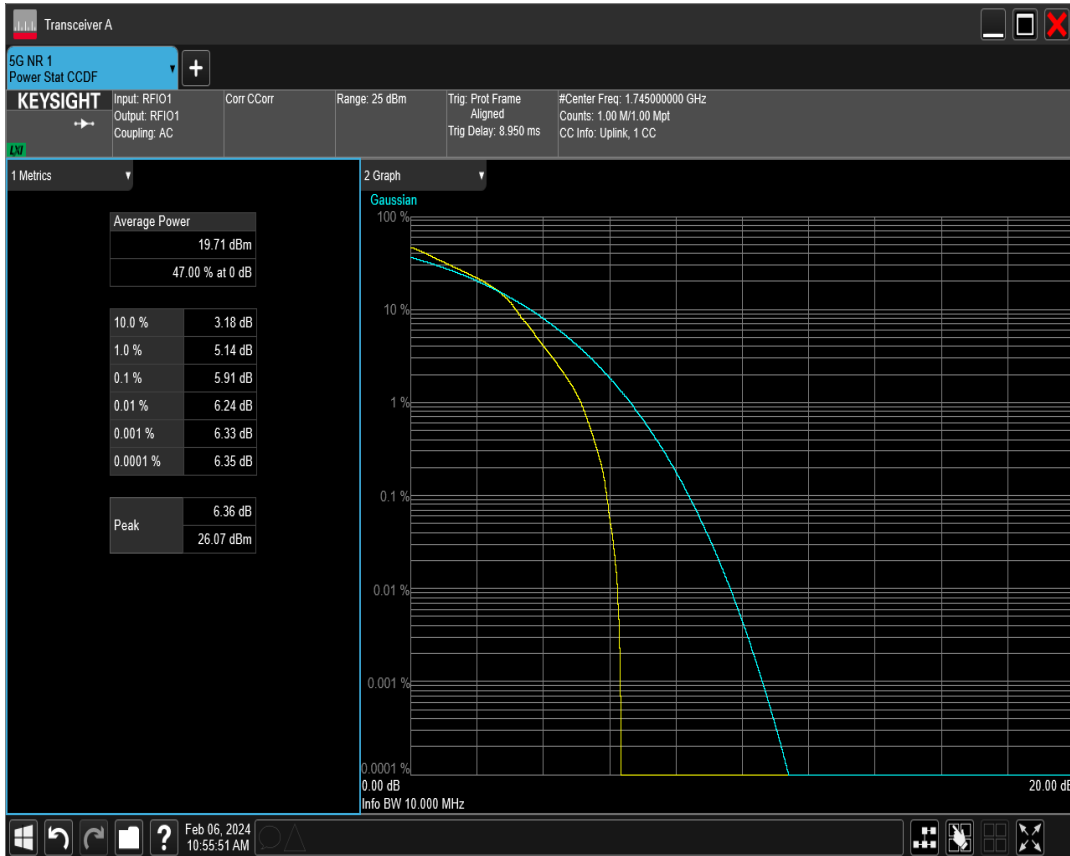 Transceiver A
5G NR 1
Power Stat CCDF
KEYSIGHT
LXI
Input: RFIO1
Output: RFIO1
Coupling: AC
Corr CCorr
Range: 25 dBm
Trig: Prot Frame
Aligned
Trig Delay: 8.950 ms
#Center Freq: 1.745000000 GHz
Counts: 1.00 M/1.00 Mpt
CC Info: Uplink, 1 CC
1 Metrics
Average Power
19.71 dBm
47.00 % at 0 dB
10.0 % 3.18 dB
1.0 % 5.14 dB
0.1 % 5.91 dB
0.01 % 6.24 dB
0.001 % 6.33 dB
0.0001 % 6.35 dB
Peak
6.36 dB
26.07 dBm
2 Graph
Gaussian
100 %
10 %
1 %
0.1 %
0.01 %
0.001 %
0.0001 %
0.00 dB 20.00 dB
Info BW 10.000 MHz
? Feb 06, 2024
10:55:51 AM